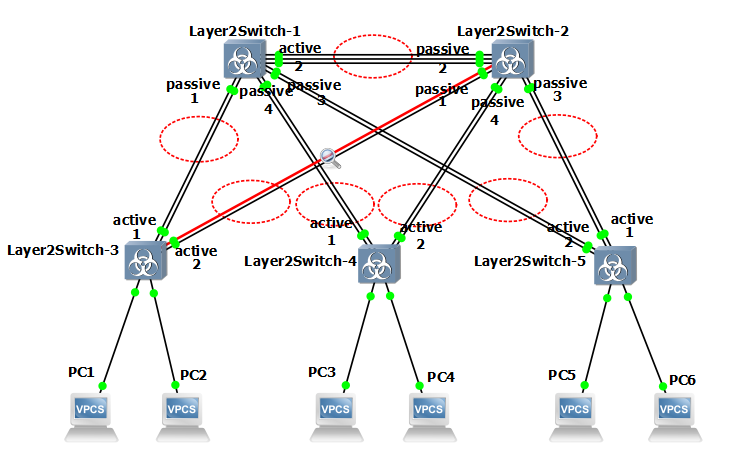 Layer2Switch-1
Layer2Switch-2
active
2
passive
2
passive
1
passive
4
passive
3
passive
1
passive
4
passive
3
active
1
active
2
Layer2Switch-3
active
1
active
2
Layer2Switch-4
active
2
active
1
Layer2Switch-5
PC1
PC2
PC3
PC4
PC5
PC6
VPCS
VPCS
VPCS
VPCS
VPCS
VPCS